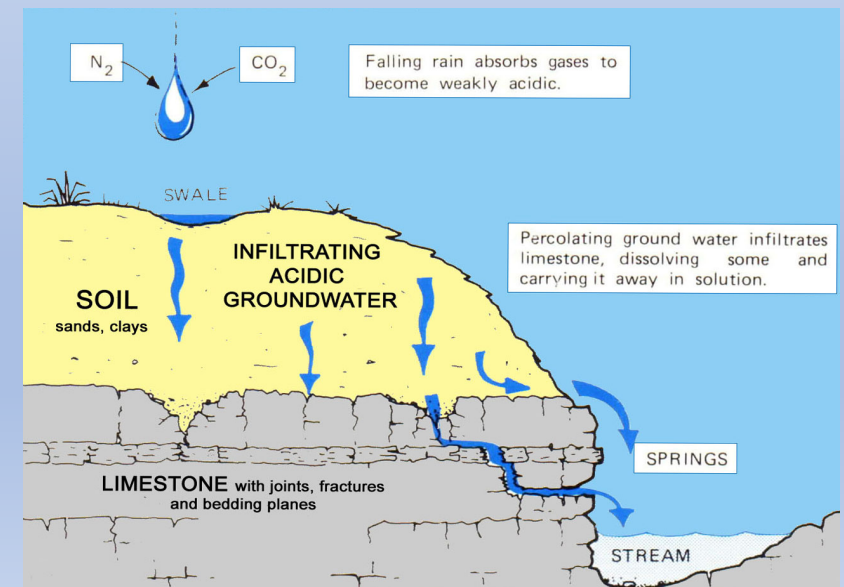 N2
CO2
Falling rain absorbs gases to
become weakly acidic.
SWALE
Percolating ground water infiltrates
limestone, dissolving some and
carrying it away in solution.
INFILTRATING
ACIDIC
GROUNDWATER
SOIL
sands, clays
SPRINGS
LIMESTONE with joints, fractures
and bedding planes
STREAM